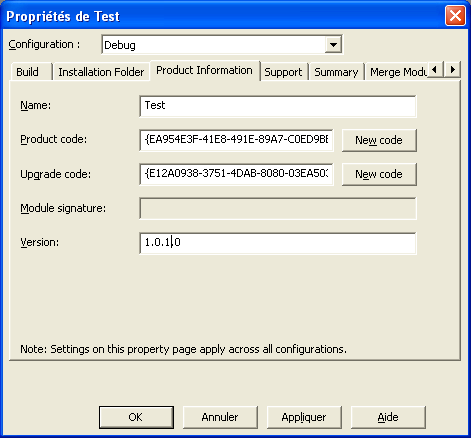 Propriétés de Test
Configuration : Debug
Build Installation Folder Product Information Support Summary Merge Modu
Name: Test
Product code: {EA954E3F-41E8-491E-89A7-C0ED9BE New code
Upgrade code: {E12A0938-3751-4DAB-8080-03EA503 New code
Module signature:
Version: 1.0.1.0
Note: Settings on this property page apply across all configurations.
OK Annuler Appliquer Aide